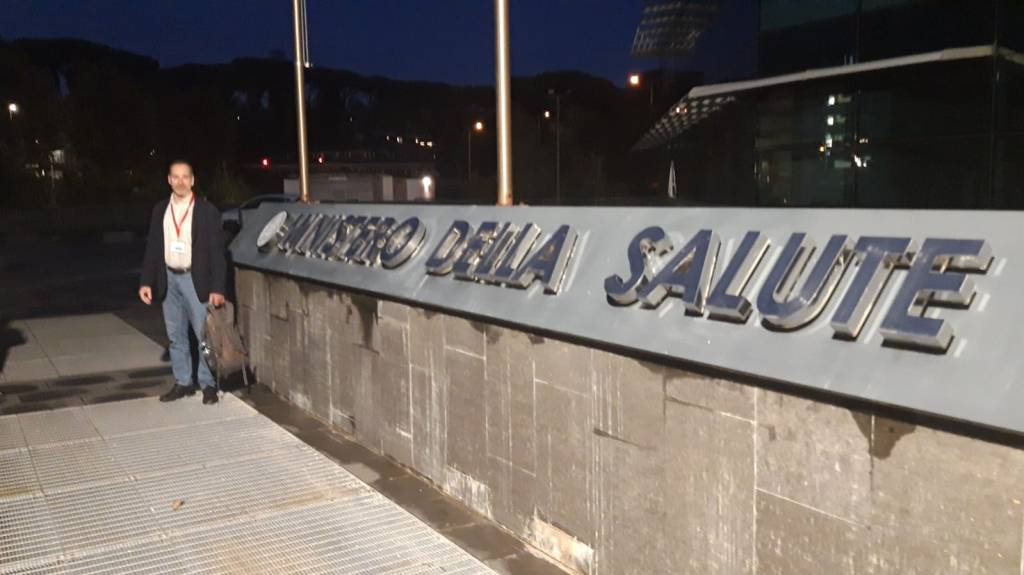 MINISTERO DELLA SALUTE